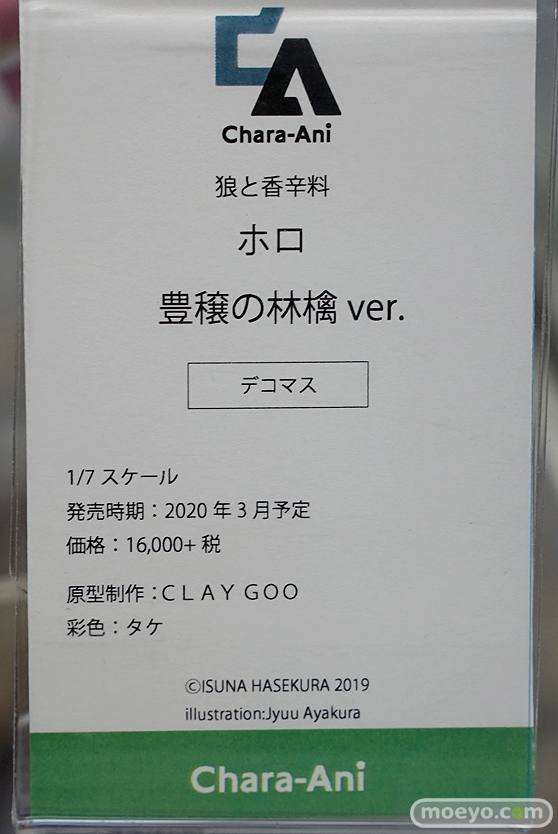 Chara-Ani
狼と香辛料
ホロ
豊穣の林檎 ver.
デコマス
1/7 スケール
発売時期：2020 年 3 月予定
価格：16,000+ 税
原型制作：ＣＬＡＹ ＧＯＯ
彩色：タケ
©ISUNA HASEKURA 2019
illustration:Jyuu Ayakura
Chara-Ani
moeyo.com